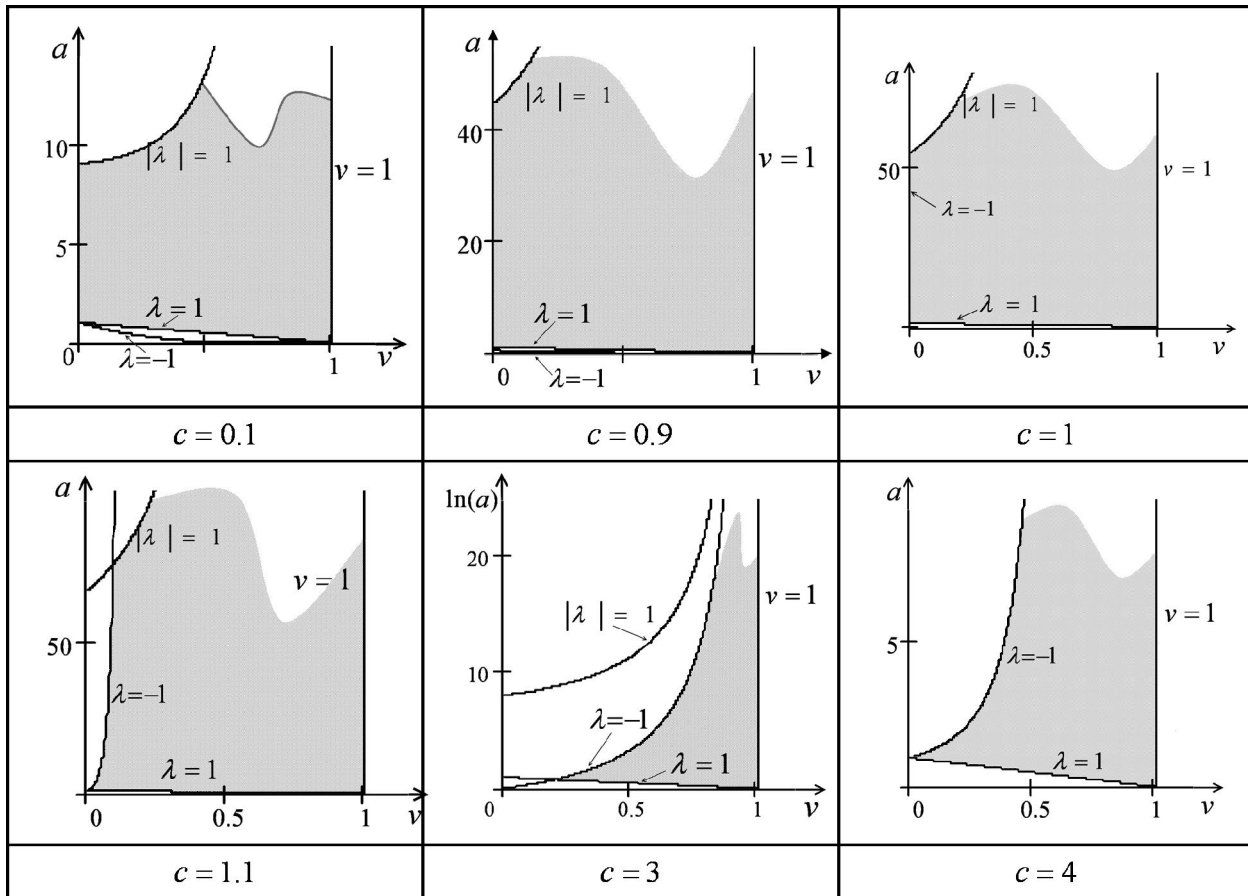 a
10
5
|λ| = 1
v = 1
λ = 1
λ=–1
0
1
v
c = 0.1
a
40
20
|λ| = 1
v = 1
λ = 1
λ=–1
0
1
v
c = 0.9
a
50
|λ| = 1
v = 1
λ=–1
λ = 1
0
0.5
1
v
c = 1
a
50
|λ| = 1
v = 1
λ=–1
λ = 1
0
0.5
1
v
c = 1.1
ln(a)
20
10
|λ| = 1
v = 1
λ=–1
λ = 1
0
0.5
1
v
c = 3
a
5
v = 1
λ=–1
λ = 1
0
0.5
1
v
c = 4